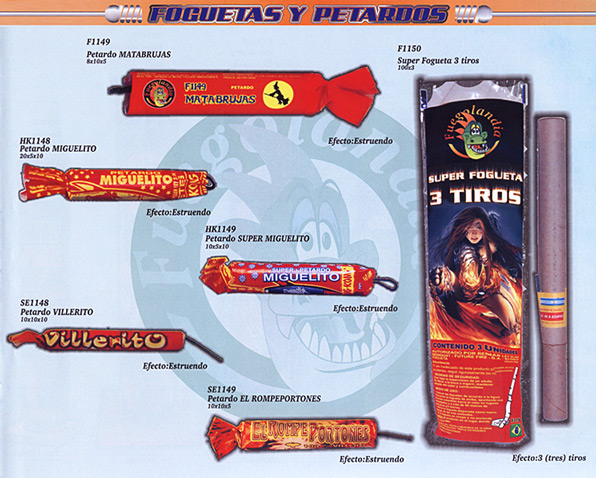 FOGUETAS Y PETARDOS
F1149
Petardo MATABRUJAS
8x10x5
Fuegolandia
F1149
PETARDO
MATABRUJAS
Efecto:Estruendo
HK1148
Petardo MIGUELITO
20x5x10
PETARDO
MIGUELITO
Efecto:Estruendo
HK1149
Petardo SUPER MIGUELITO
10x5x10
SUPER PETARDO
MIGUELITO
Efecto:Estruendo
SE1148
Petardo VILLERITO
10x10x10
Villerito
Efecto:Estruendo
SE1149
Petardo EL ROMPEPORTONES
10x10x5
EL ROMPE PORTONES
Efecto:Estruendo
F1150
Super Fogueta 3 tiros
100x3
Fuegolandia
SUPER FOGUETA
3 TIROS
CONTENIDO 3 UNIDADES
Efecto:3 (tres) tiros
Fuegolandia